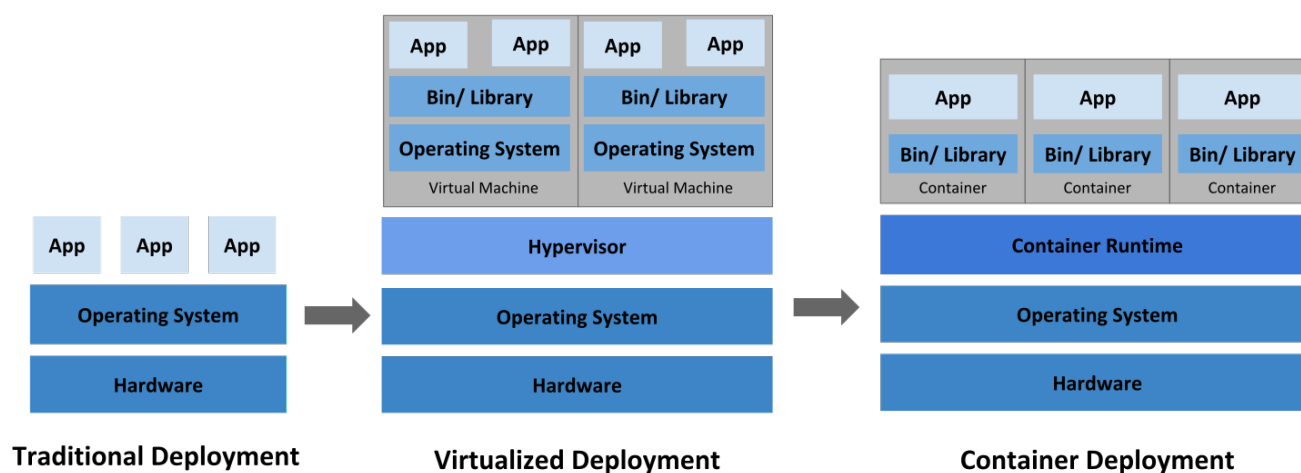 App
App
App
Operating System
Hardware
Traditional Deployment
App
App
Bin/ Library
Operating System
Virtual Machine
App
App
Bin/ Library
Operating System
Virtual Machine
Hypervisor
Operating System
Hardware
Virtualized Deployment
App
Bin/ Library
Container
App
Bin/ Library
Container
App
Bin/ Library
Container
Container Runtime
Operating System
Hardware
Container Deployment